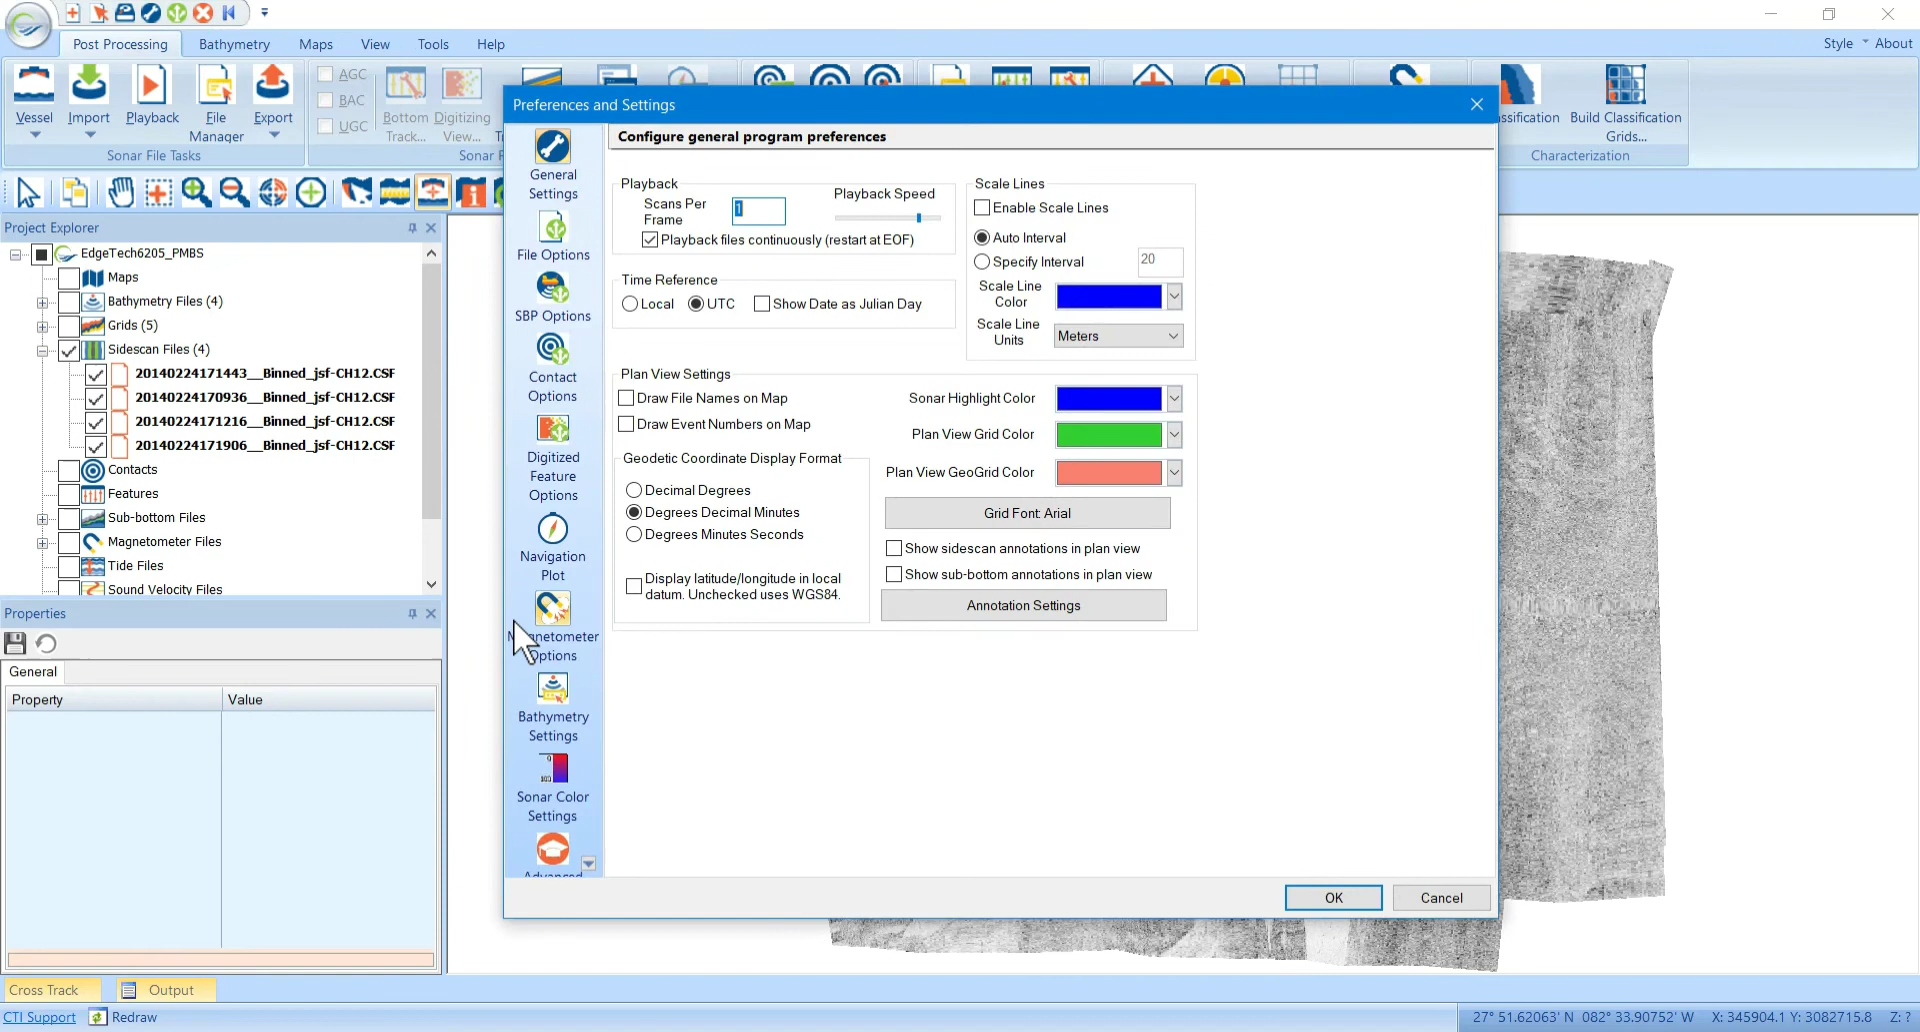 Post Processing
Bathymetry
Maps
View
Tools
Help
Style
About
Vessel
Import
Playback
File
Manager
Export
Sonar File Tasks
AGC
BAC
UGC
Bottom
Track...
Digitizing
View...
Sonar
Build Classification
Grids...
Characterization
Project Explorer
EdgeTech6205_PMBS
Maps
Bathymetry Files (4)
Grids (5)
Sidescan Files (4)
20140224171443__Binned_jsf-CH12.CSF
20140224170936__Binned_jsf-CH12.CSF
20140224171216__Binned_jsf-CH12.CSF
20140224171906__Binned_jsf-CH12.CSF
Contacts
Features
Sub-bottom Files
Magnetometer Files
Tide Files
Sound Velocity Files
Properties
General
Property
Value
Cross Track
Output
CTI Support
Redraw
27° 51.62063' N 082° 33.90752' W X: 345904.1 Y: 3082715.8 Z: ?
Preferences and Settings
General
Settings
File Options
SBP Options
Contact
Options
Digitized
Feature
Options
Navigation
Plot
Options
Bathymetry
Settings
Sonar Color
Settings
Advanced
Configure general program preferences
Playback
Scans Per
Frame
1
Playback Speed
Playback files continuously (restart at EOF)
Time Reference
Local
UTC
Show Date as Julian Day
Scale Lines
Enable Scale Lines
Auto Interval
Specify Interval
20
Scale Line
Color
Scale Line
Units
Meters
Plan View Settings
Draw File Names on Map
Draw Event Numbers on Map
Geodetic Coordinate Display Format
Decimal Degrees
Degrees Decimal Minutes
Degrees Minutes Seconds
Display latitude/longitude in local
datum. Unchecked uses WGS84.
Sonar Highlight Color
Plan View Grid Color
Plan View GeoGrid Color
Grid Font: Arial
Show sidescan annotations in plan view
Show sub-bottom annotations in plan view
Annotation Settings
OK
Cancel